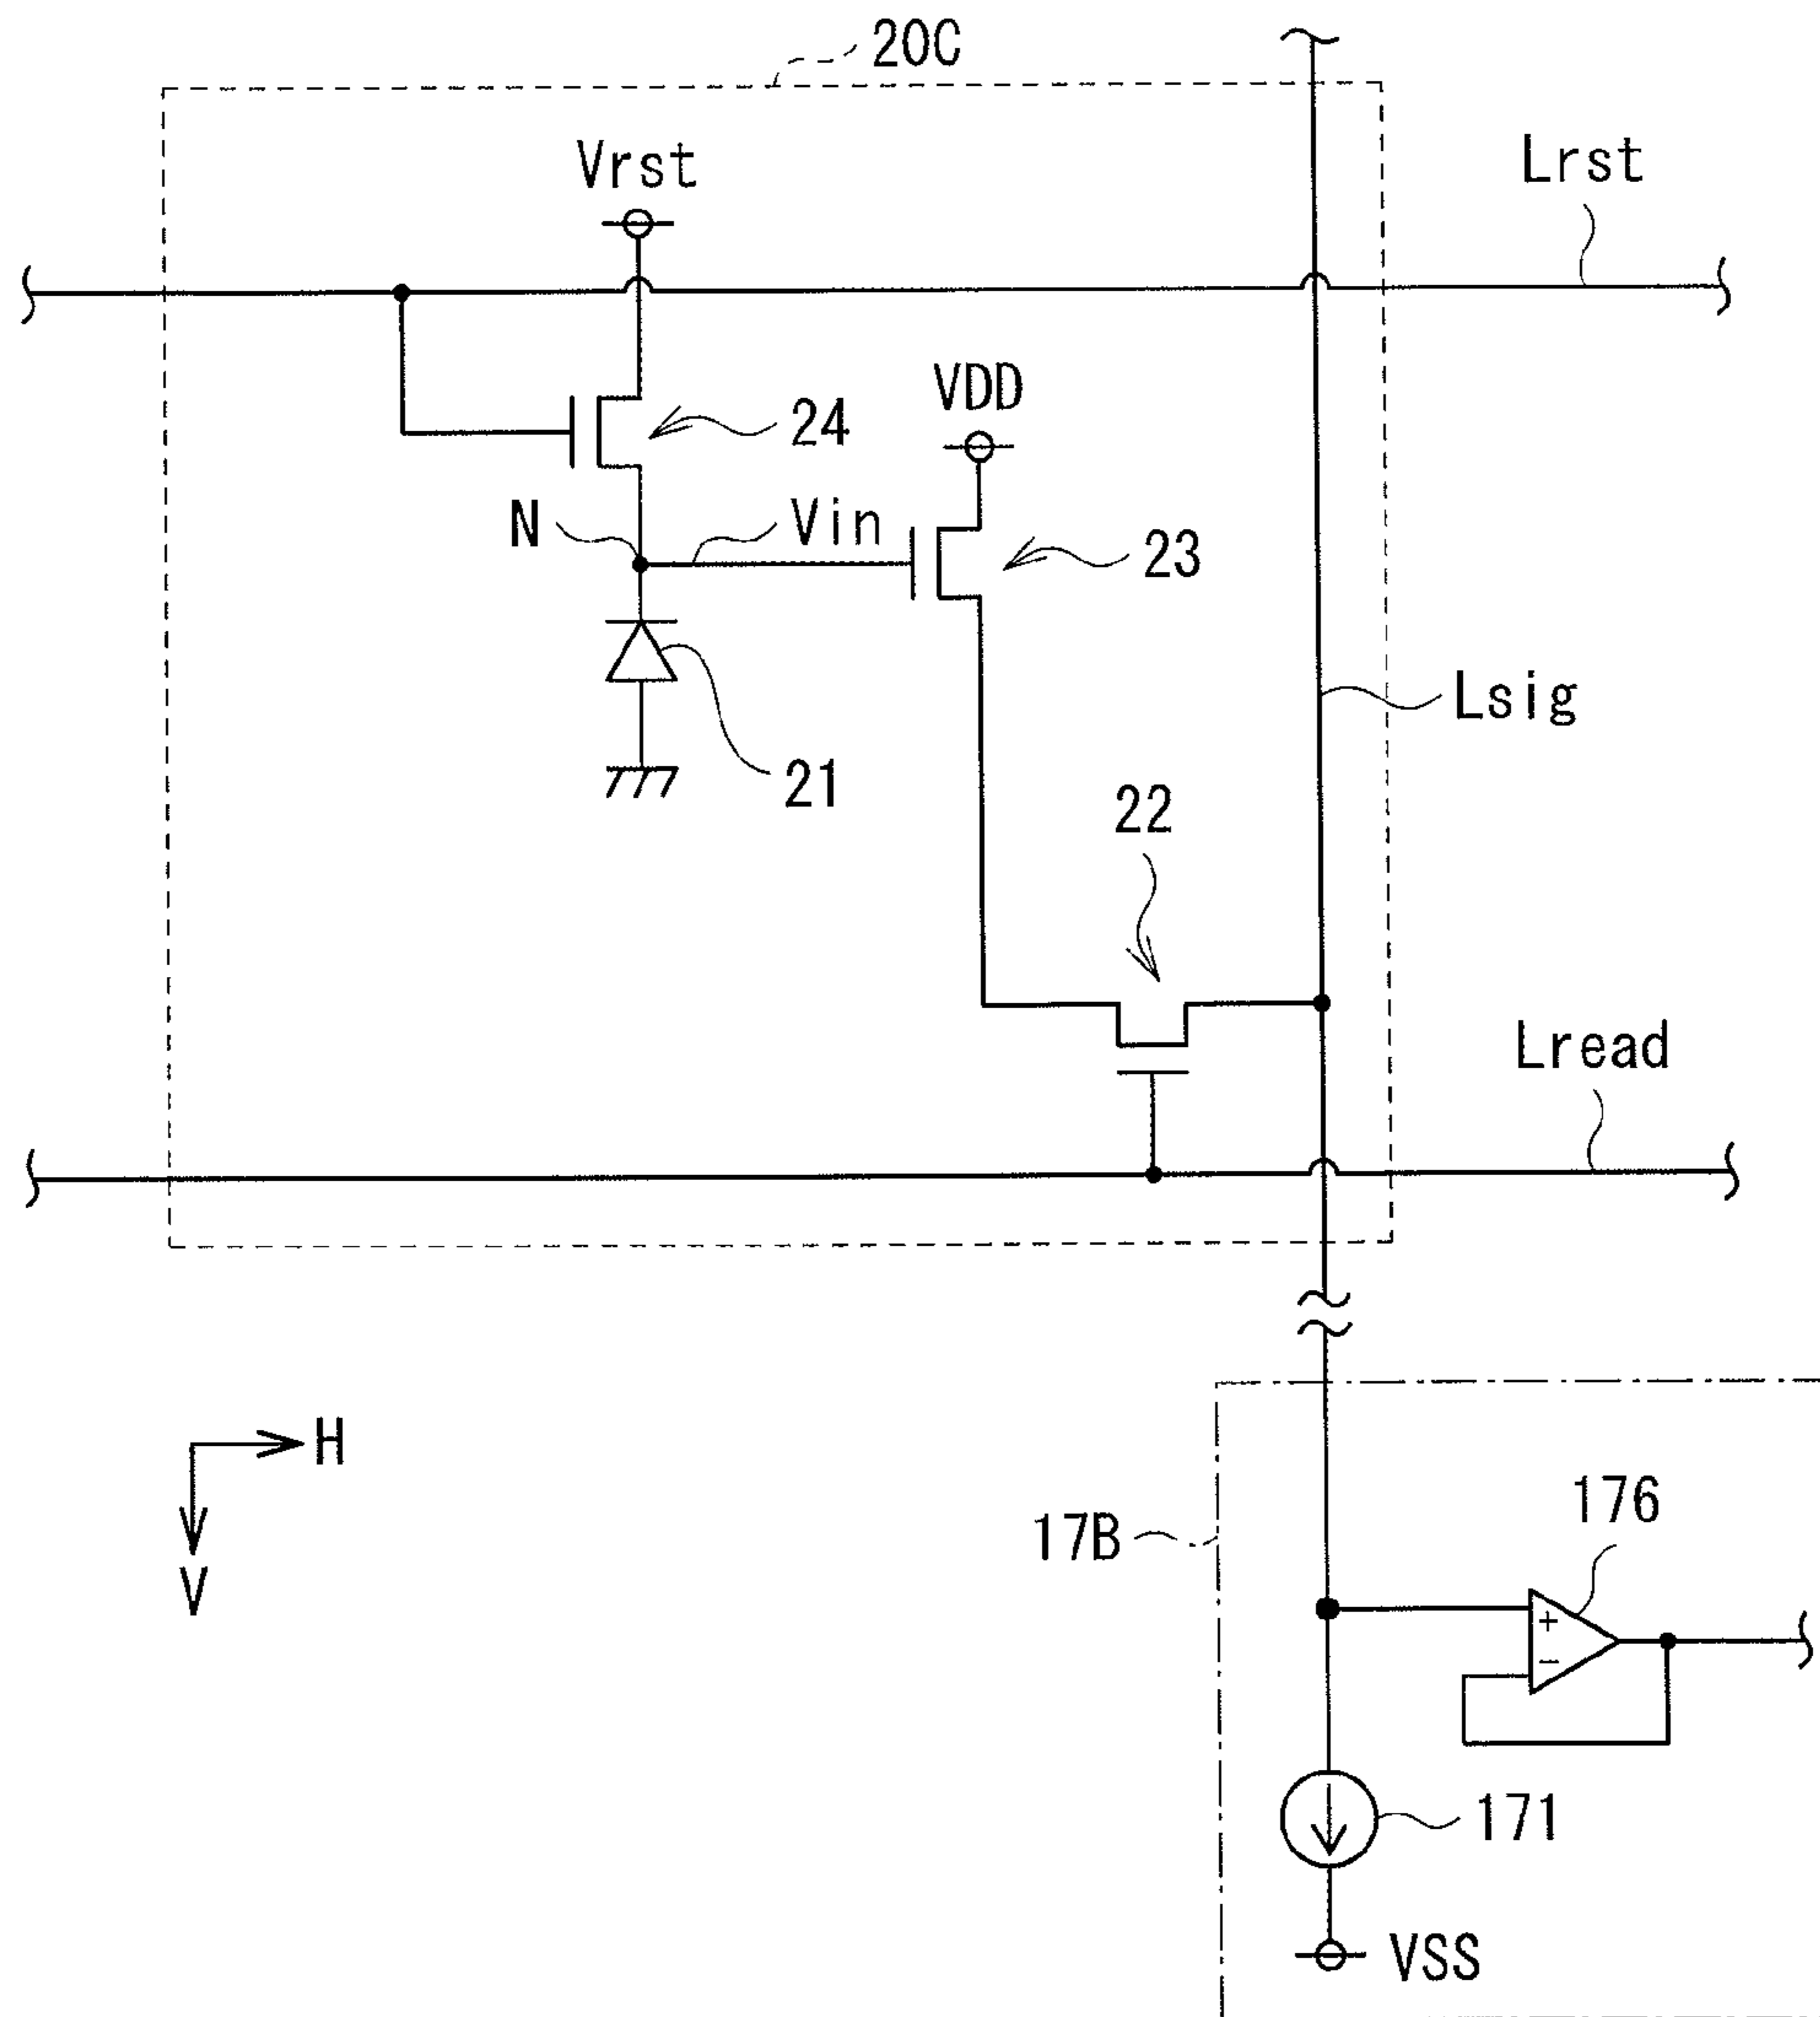 20C
Vrst
Lrst
VDD
24
N
Vin
23
Lsig
21
22
Lread
H
V
17B
176
+
−
171
VSS